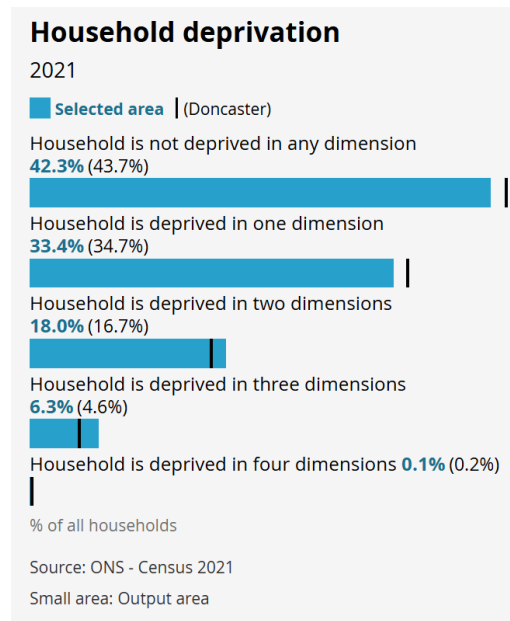 Household deprivation
2021
Selected area (Doncaster)
Household is not deprived in any dimension
42.3% (43.7%)
Household is deprived in one dimension
33.4% (34.7%)
Household is deprived in two dimensions
18.0% (16.7%)
Household is deprived in three dimensions
6.3% (4.6%)
Household is deprived in four dimensions 0.1% (0.2%)
% of all households
Source: ONS - Census 2021
Small area: Output area